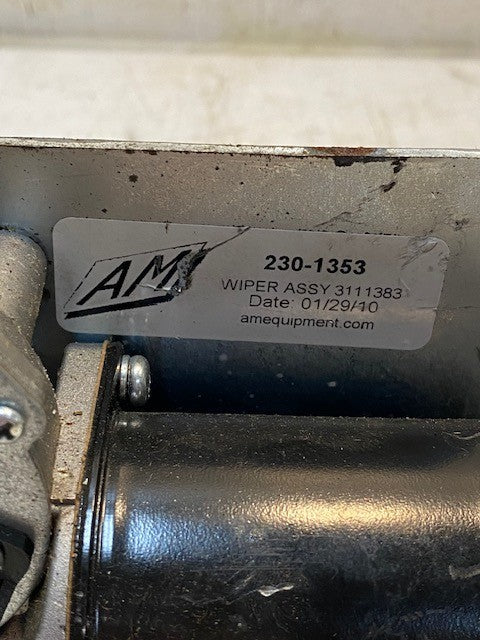 AM
230-1353
WIPER ASSY 3111383
Date: 01/29/10
amequipment.com